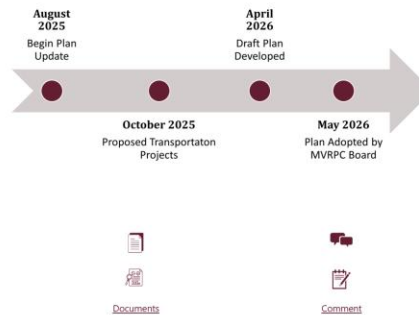 August
2025
Begin Plan
Update
April
2026
Draft Plan
Developed
October 2025
Proposed Transportaton
Projects
May 2026
Plan Adopted by
MVRPC Board
Documents
Comment